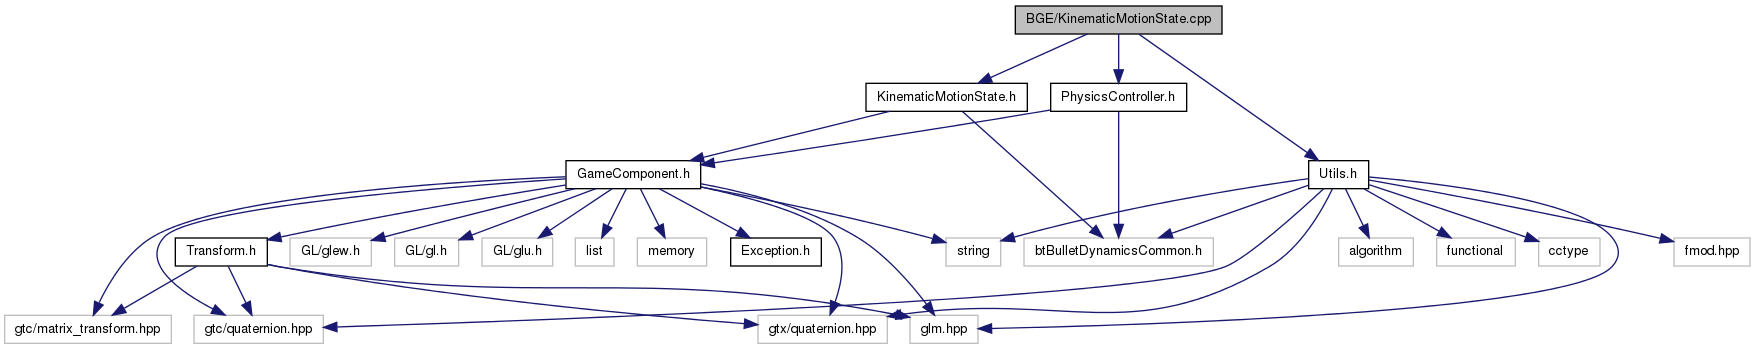 BGE/KinematicMotionState.cpp
KinematicMotionState.h
PhysicsController.h
GameComponent.h
Utils.h
Transform.h
GL/glew.h
GL/gl.h
GL/glu.h
list
memory
Exception.h
string
btBulletDynamicsCommon.h
algorithm
functional
cctype
fmod.hpp
gtc/matrix_transform.hpp
gtc/quaternion.hpp
gtx/quaternion.hpp
glm.hpp